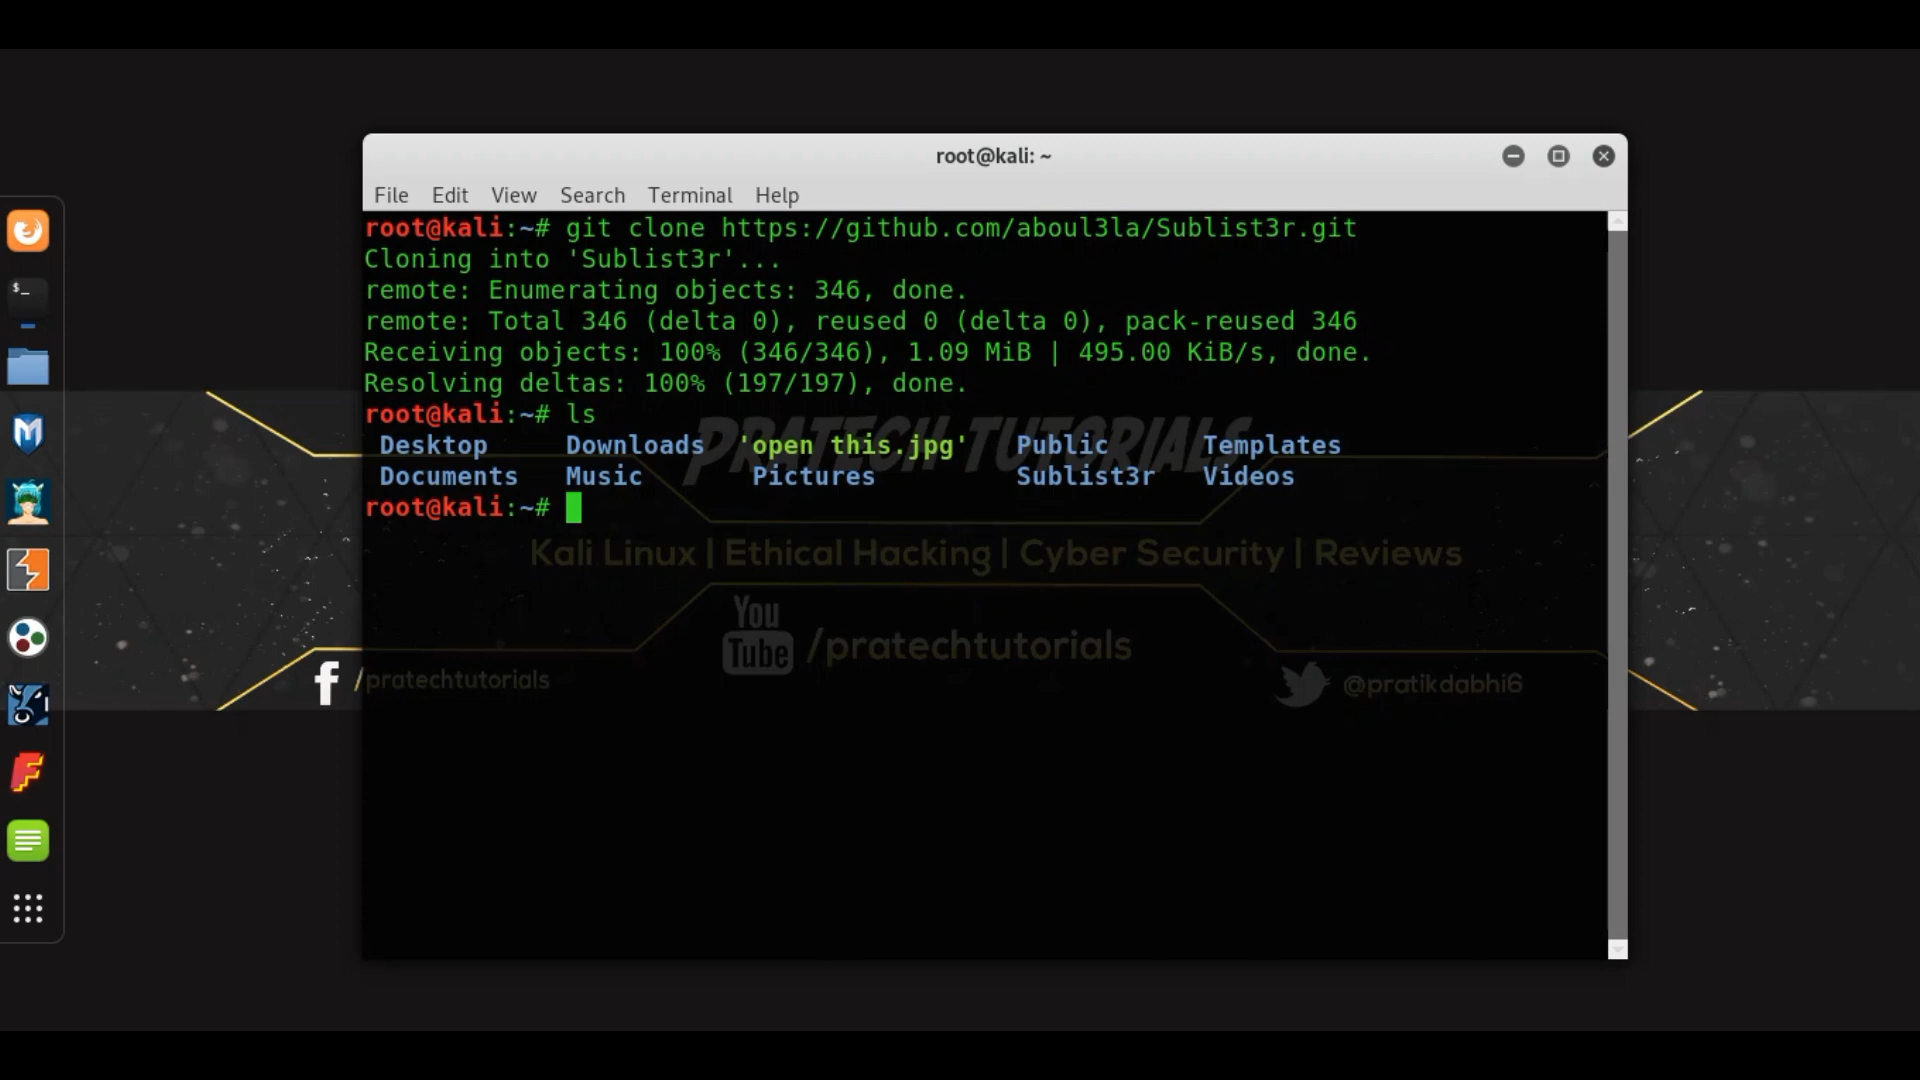 root@kali: ~
File Edit View Search Terminal Help
root@kali:~# git clone https://github.com/aboul3la/Sublist3r.git
Cloning into 'Sublist3r'...
remote: Enumerating objects: 346, done.
remote: Total 346 (delta 0), reused 0 (delta 0), pack-reused 346
Receiving objects: 100% (346/346), 1.09 MiB | 495.00 KiB/s, done.
Resolving deltas: 100% (197/197), done.
root@kali:~# ls
Desktop Downloads 'open this.jpg' Public Templates
Documents Music Pictures Sublist3r Videos
root@kali:~#
PRATECH TUTORIALS
Kali Linux | Ethical Hacking | Cyber Security | Reviews
You Tube /pratechtutorials
f /pratechtutorials
@pratikdabhi6
$_